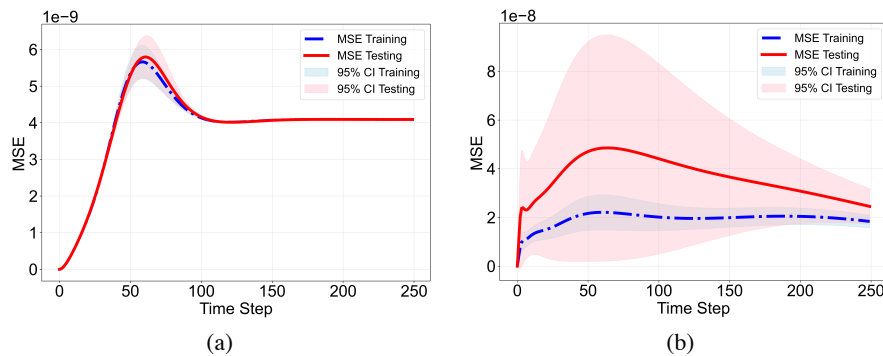 1e−9
MSE Training
MSE Testing
95% CI Training
95% CI Testing
6
5
4
3
2
1
0
MSE
0
50
100
150
200
250
Time Step
(a)
1e−8
MSE Training
MSE Testing
95% CI Training
95% CI Testing
8
6
4
2
0
MSE
0
50
100
150
200
250
Time Step
(b)